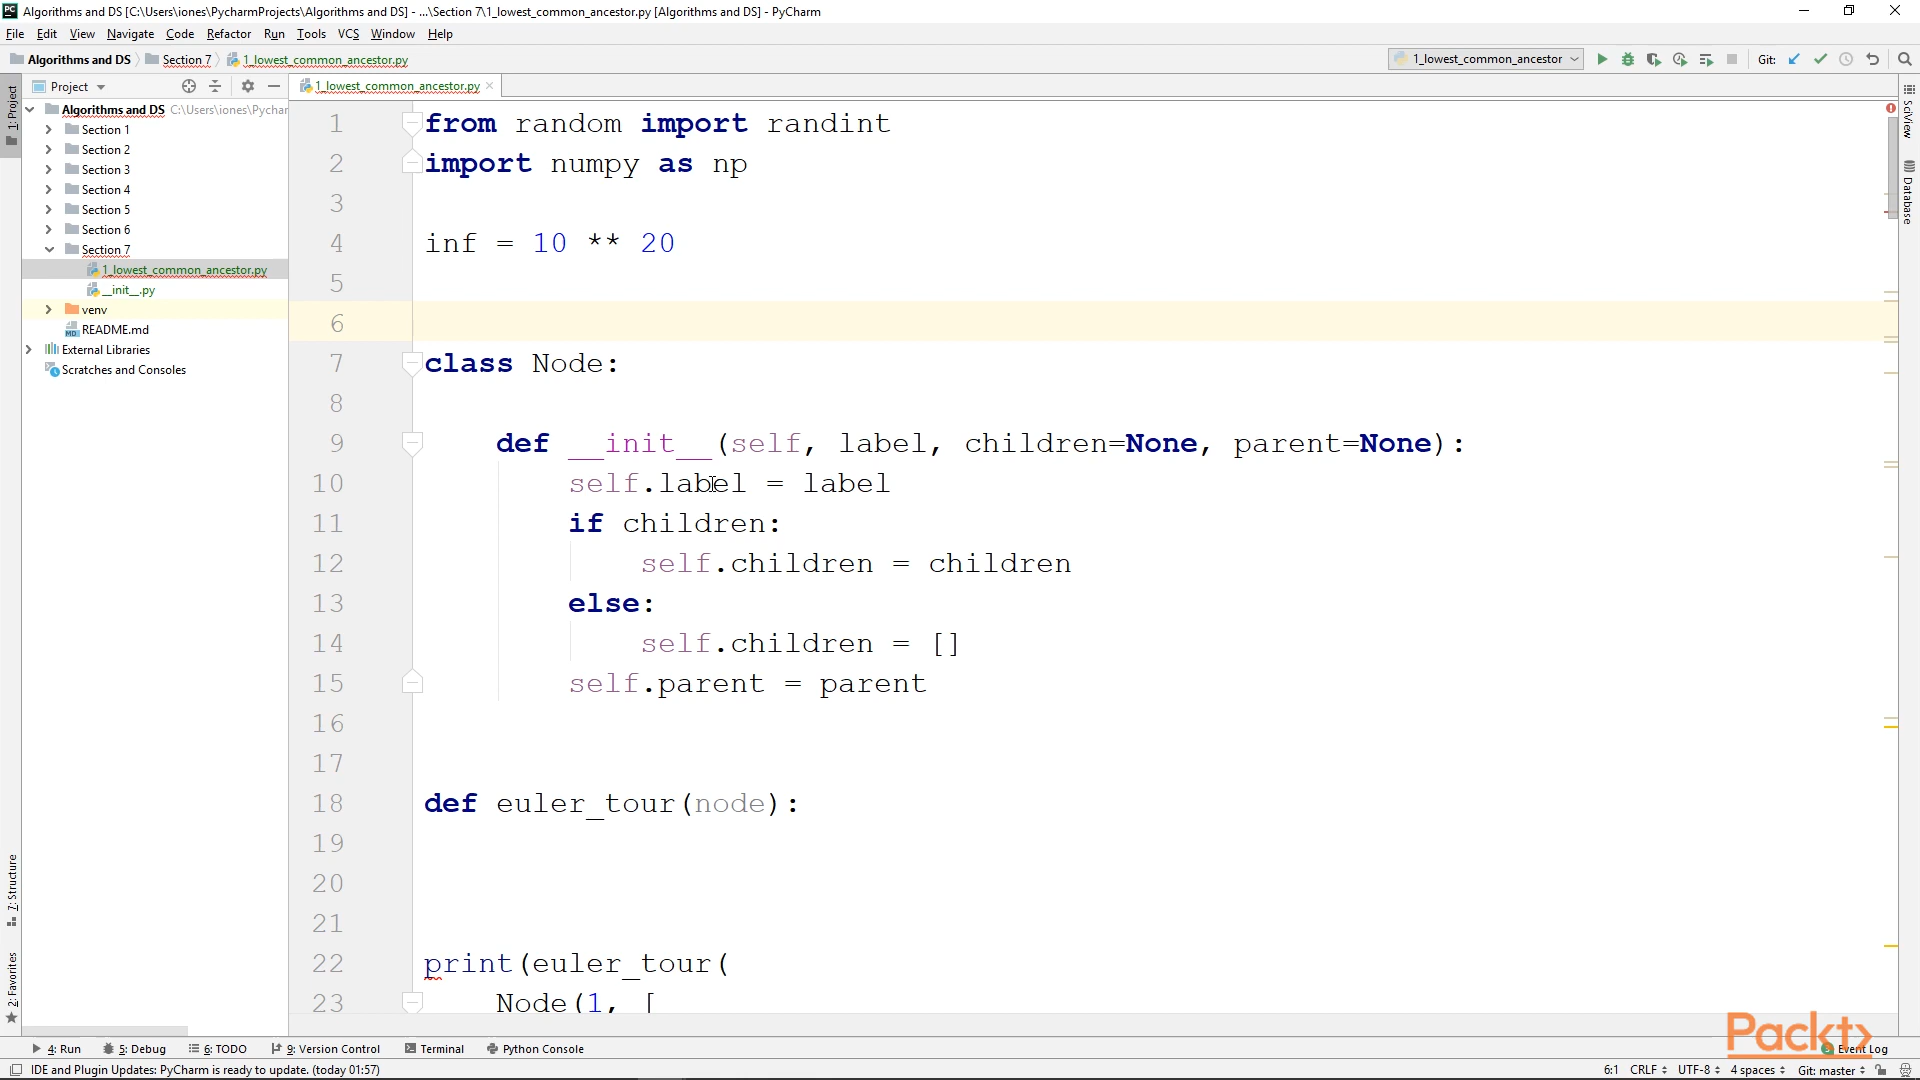 Algorithms and DS [C:\Users\iones\PycharmProjects\Algorithms and DS] - ...\Section 7\1_lowest_common_ancestor.py [Algorithms and DS] - PyCharm
File Edit View Navigate Code Refactor Run Tools VCS Window Help
Algorithms and DS Section 7 1_lowest_common_ancestor.py 1_lowest_common_ancestor Git:
Project 1_lowest_common_ancestor.py
1: Project
Algorithms and DS C:\Users\iones\Pychar
Section 1
Section 2
Section 3
Section 4
Section 5
Section 6
Section 7
1_lowest_common_ancestor.py
__init__.py
venv
README.md
External Libraries
Scratches and Consoles
7: Structure
2: Favorites
1 from random import randint
2 import numpy as np
3
4 inf = 10 ** 20
5
6
7 class Node:
8
9 def __init__(self, label, children=None, parent=None):
10 self.label = label
11 if children:
12 self.children = children
13 else:
14 self.children = []
15 self.parent = parent
16
17
18 def euler_tour(node):
19
20
21
22 print(euler_tour(
23 Node(1, [
SciView
Database
Packt>
4: Run 5: Debug 6: TODO 9: Version Control Terminal Python Console Event Log
IDE and Plugin Updates: PyCharm is ready to update. (today 01:57) 6:1 CRLF UTF-8 4 spaces Git: master